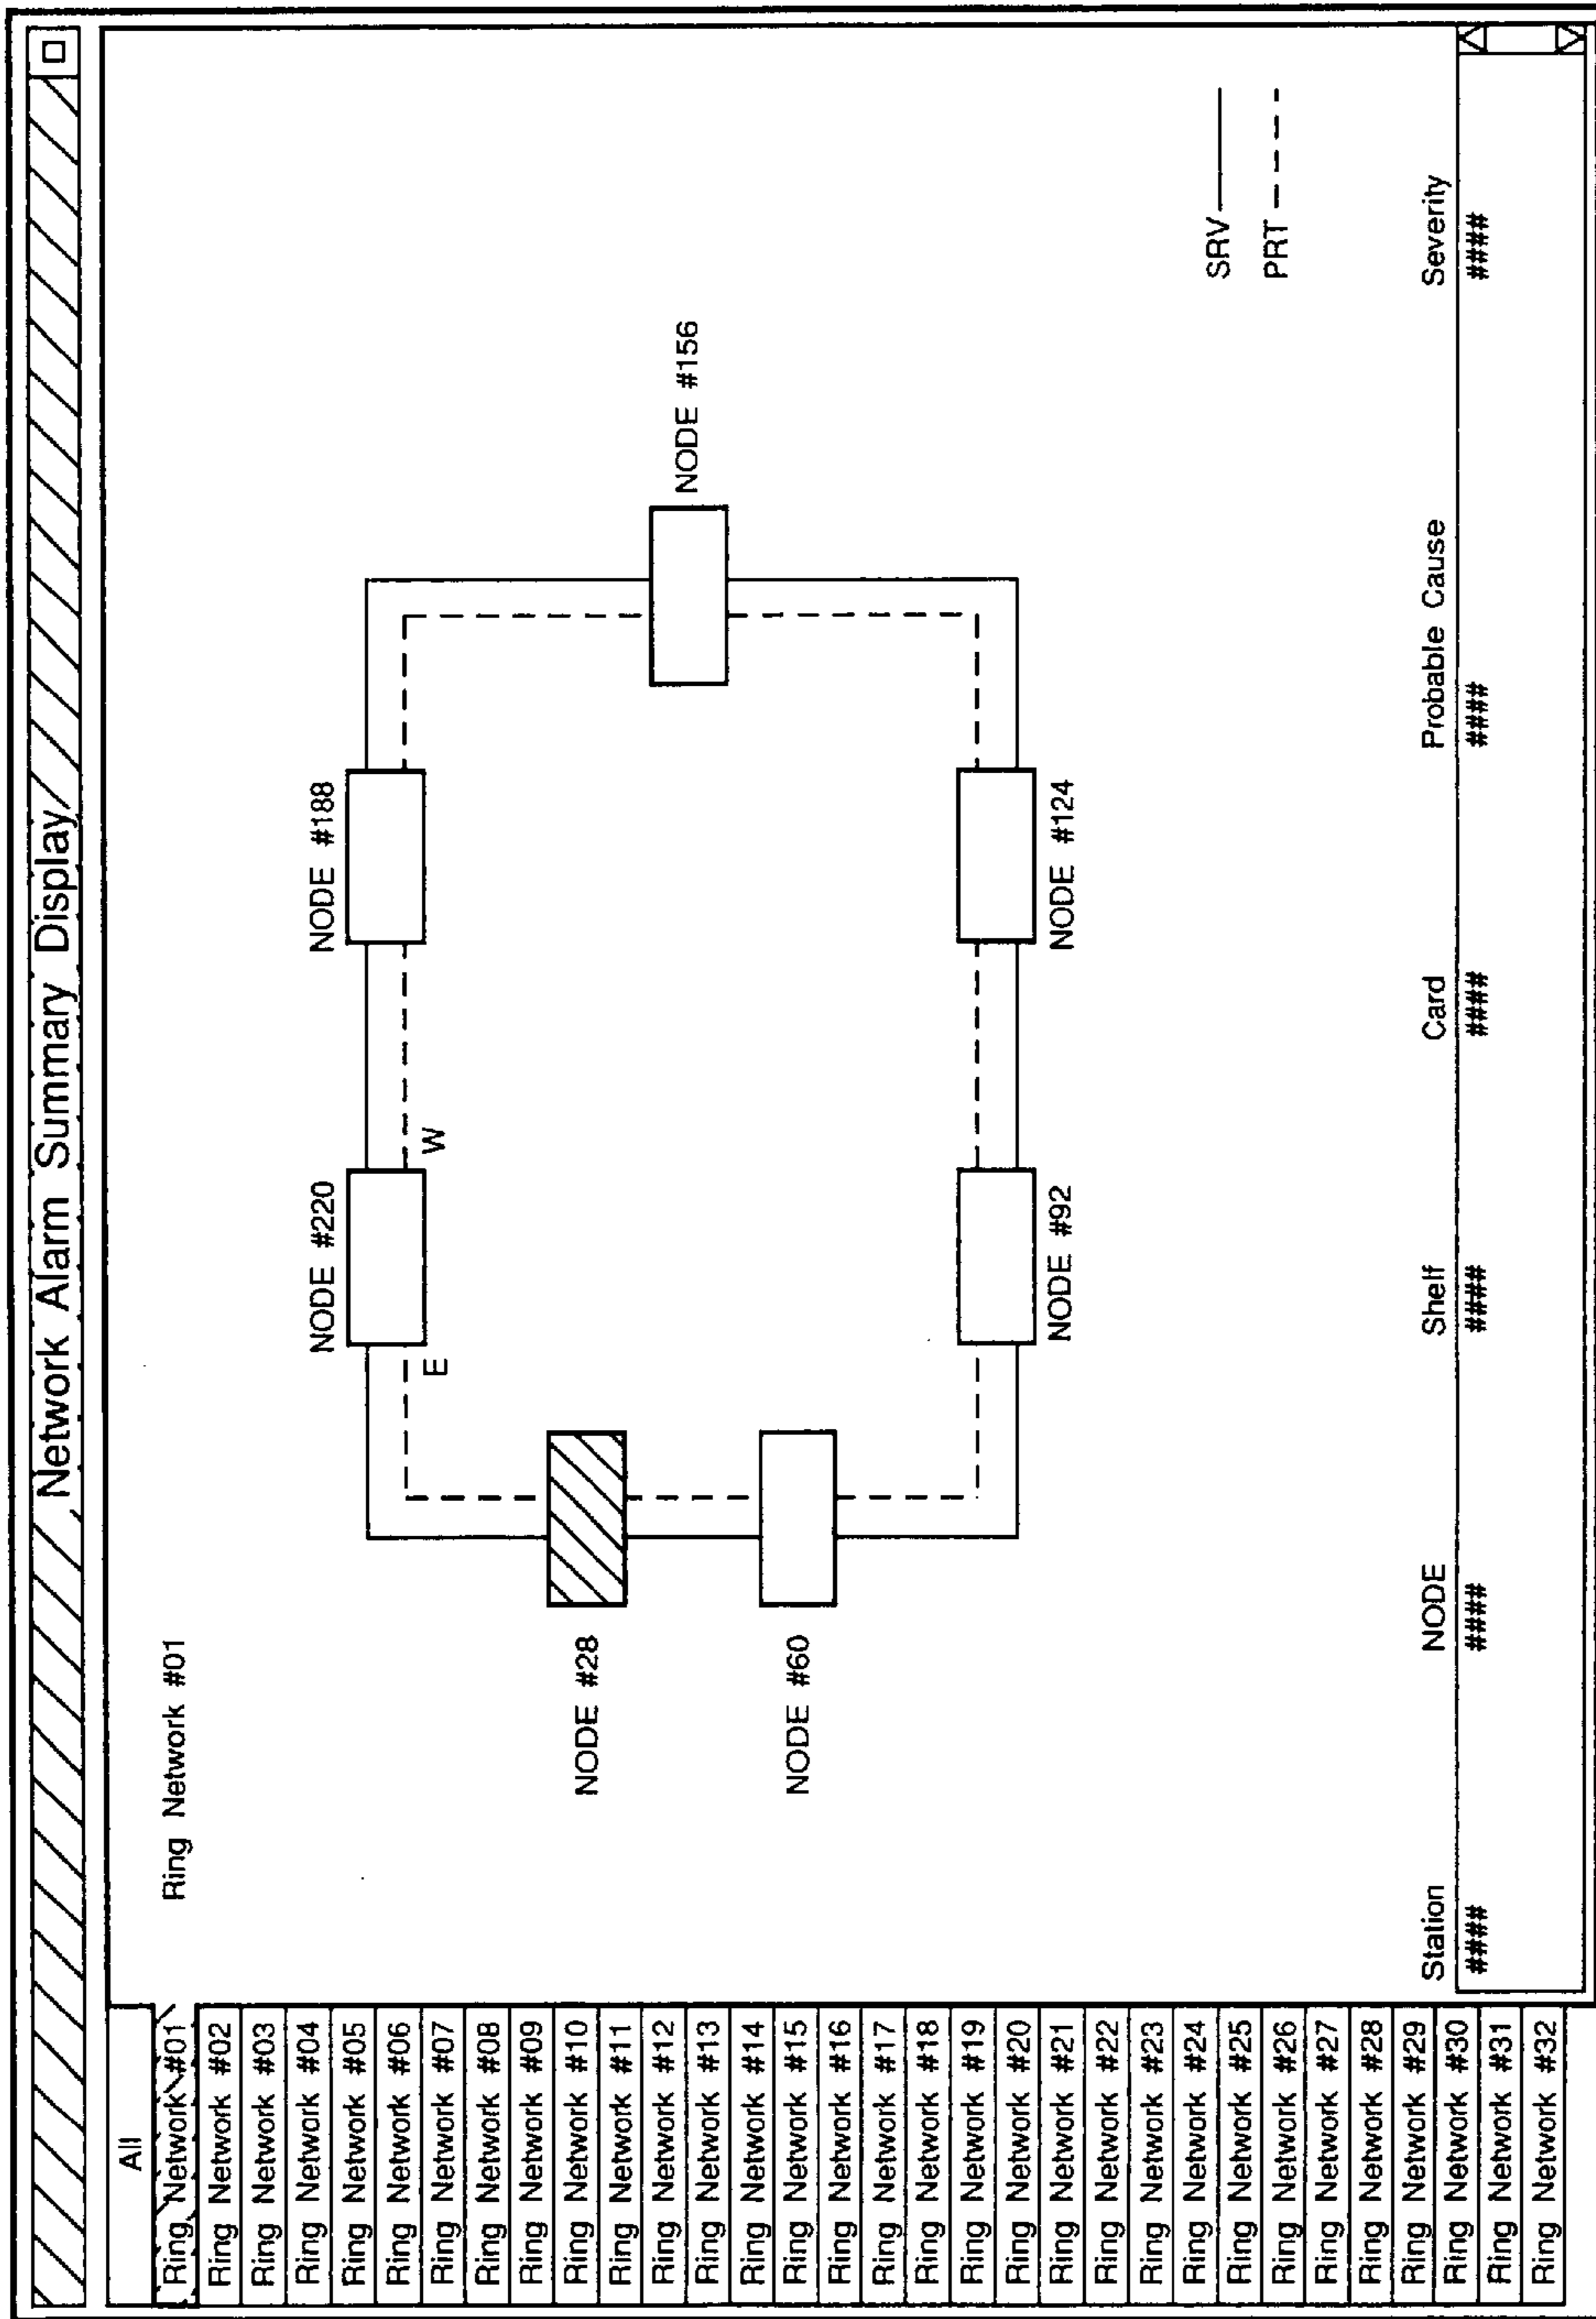 Network Alarm Summary Display
All
Ring Network #01
Ring Network #02
Ring Network #03
Ring Network #04
Ring Network #05
Ring Network #06
Ring Network #07
Ring Network #08
Ring Network #09
Ring Network #10
Ring Network #11
Ring Network #12
Ring Network #13
Ring Network #14
Ring Network #15
Ring Network #16
Ring Network #17
Ring Network #18
Ring Network #19
Ring Network #20
Ring Network #21
Ring Network #22
Ring Network #23
Ring Network #24
Ring Network #25
Ring Network #26
Ring Network #27
Ring Network #28
Ring Network #29
Ring Network #30
Ring Network #31
Ring Network #32
Ring Network #01
NODE #220
NODE #188
E
W
NODE #28
NODE #156
NODE #60
NODE #92
NODE #124
SRV
PRT
Station NODE Shelf Card Probable Cause Severity
#### #### #### #### #### ####